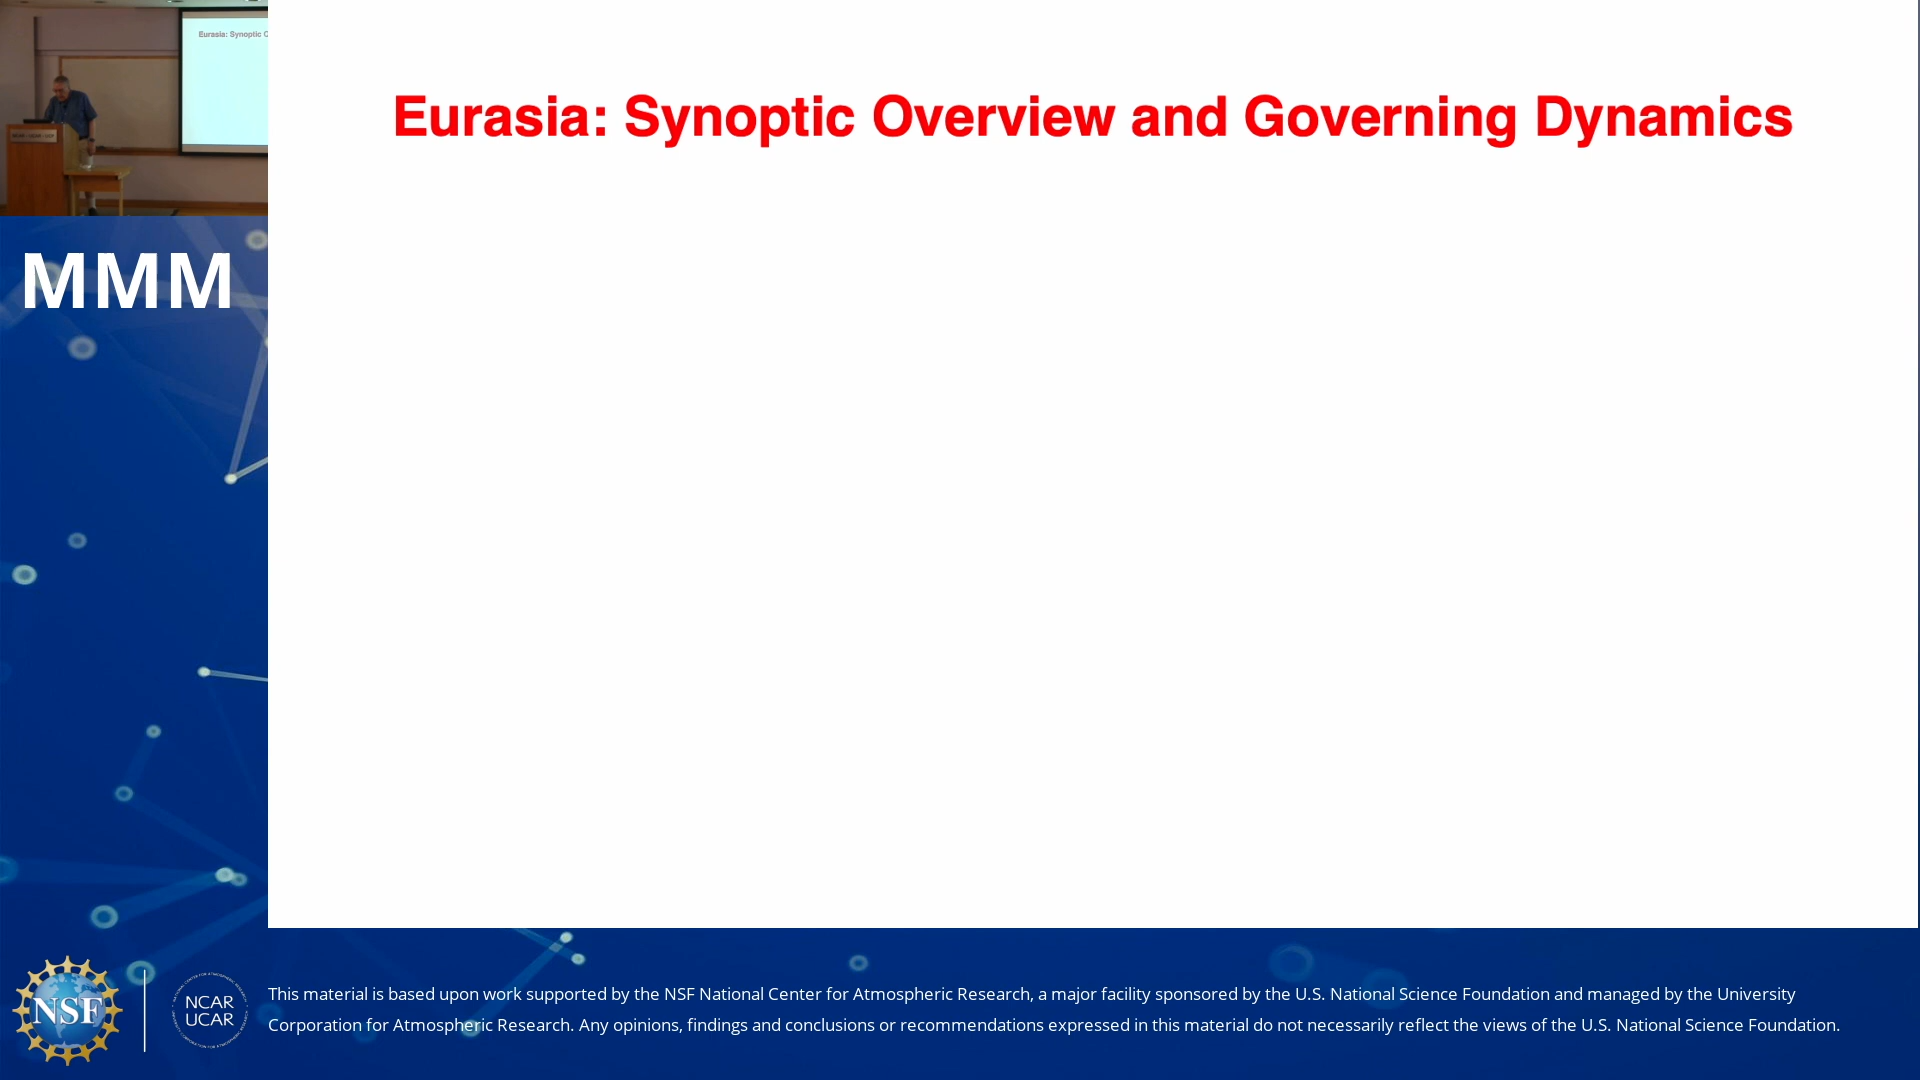 Eurasia: Synoptic O
Eurasia: Synoptic Overview and Governing Dynamics
MMM
NSF
NCAR
UCAR
This material is based upon work supported by the NSF National Center for Atmospheric Research, a major facility sponsored by the U.S. National Science Foundation and managed by the University
Corporation for Atmospheric Research. Any opinions, findings and conclusions or recommendations expressed in this material do not necessarily reflect the views of the U.S. National Science Foundation.